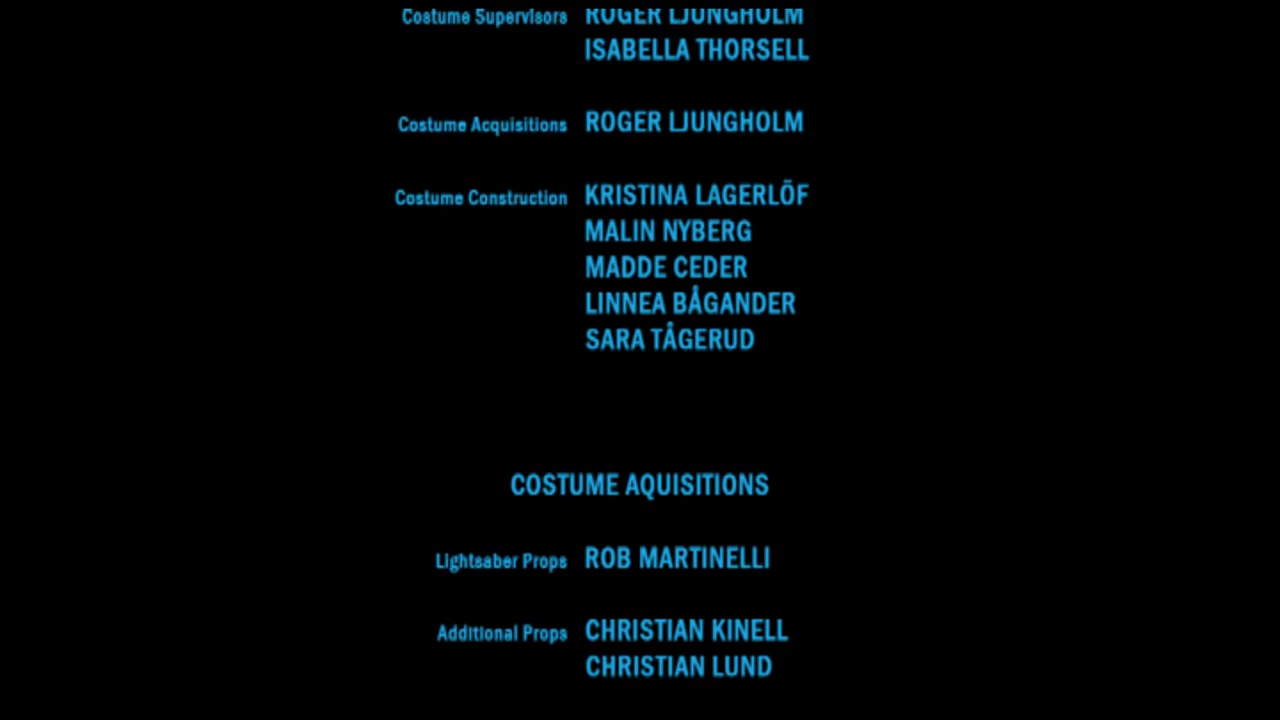 Costume Supervisors ROGER LJUNGHOLM
ISABELLA THORSELL
Costume Acquisitions ROGER LJUNGHOLM
Costume Construction KRISTINA LAGERLÖF
MALIN NYBERG
MADDE CEDER
LINNEA BÅGANDER
SARA TÅGERUD
COSTUME AQUISITIONS
Lightsaber Props ROB MARTINELLI
Additional Props CHRISTIAN KINELL
CHRISTIAN LUND